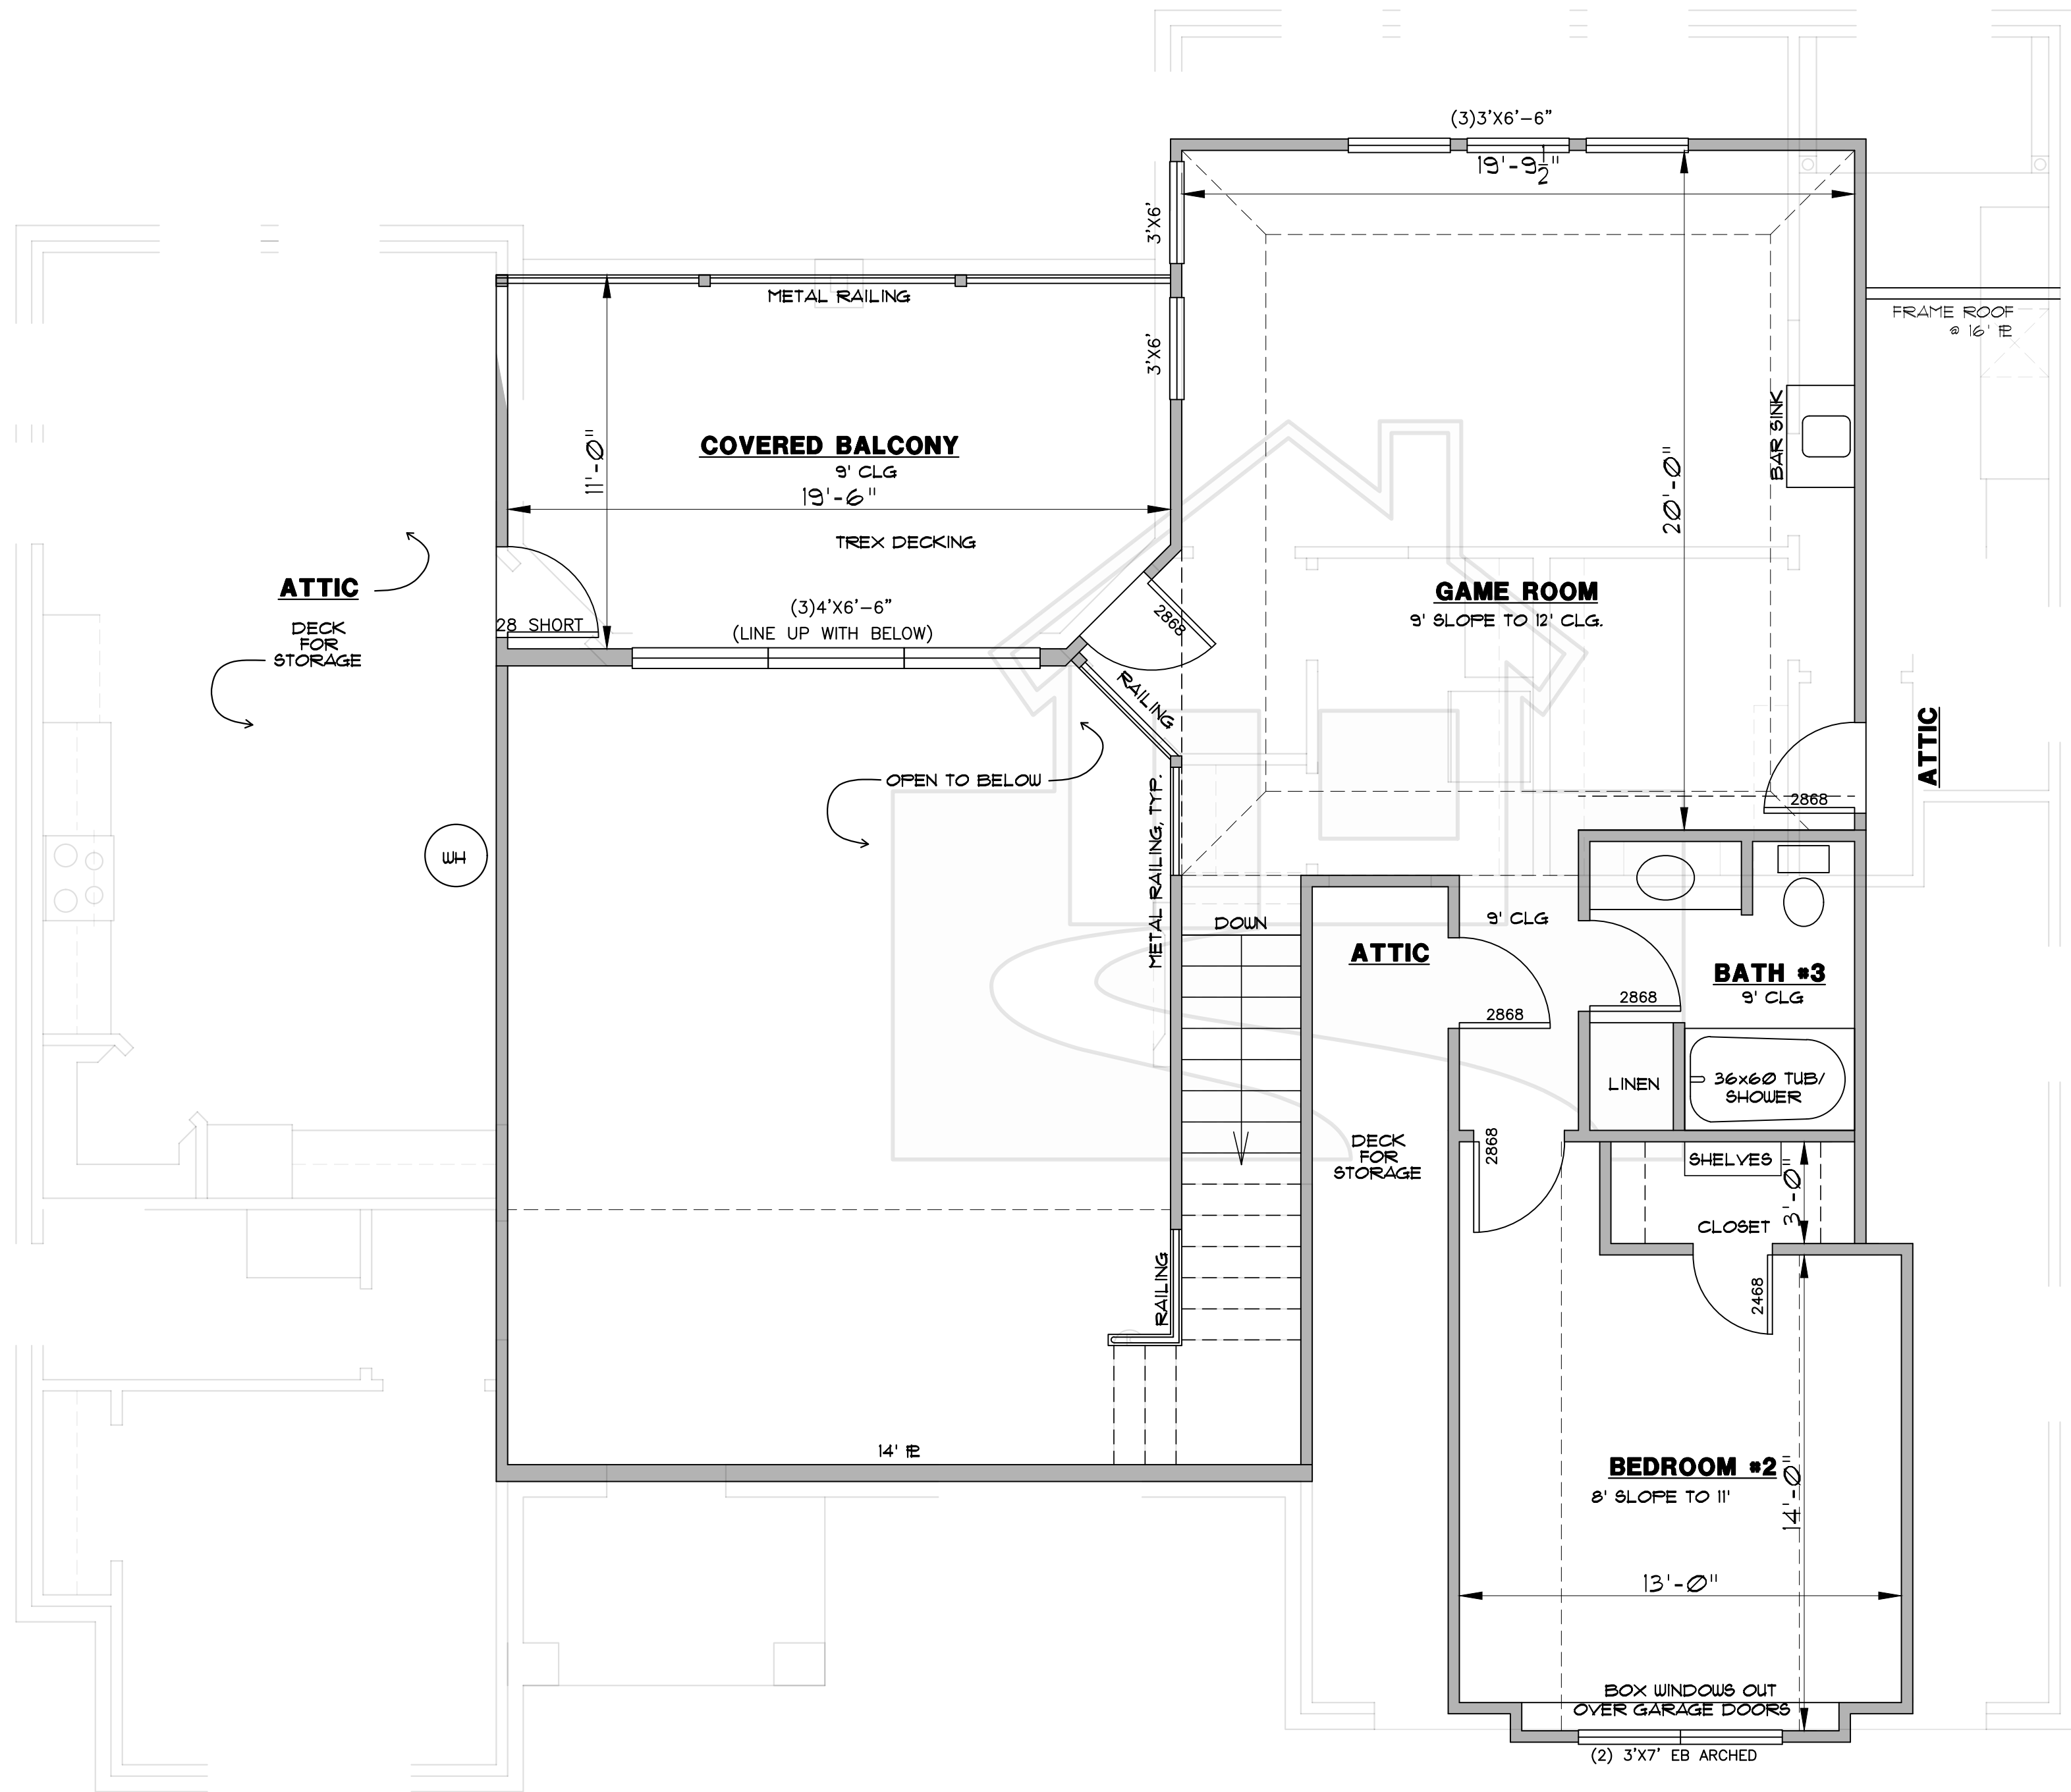 (3)3'X6'-6"
19'-9 1/2"
3'X6'
METAL RAILING
FRAME ROOF
@ 16' PL
3'X6'
BAR SINK
COVERED BALCONY
9' CLG
19'-6"
11'-0"
20'-0"
TREX DECKING
ATTIC
DECK
FOR
STORAGE
28 SHORT
(3)4'X6'-6"
(LINE UP WITH BELOW)
2868
GAME ROOM
9' SLOPE TO 12' CLG.
RAILING
ATTIC
OPEN TO BELOW
METAL RAILING, TYP.
2868
WH
DOWN
9' CLG
ATTIC
BATH #3
9' CLG
2868
2868
LINEN
36x60 TUB/
SHOWER
DECK
FOR
STORAGE
2868
SHELVES
3'-0"
CLOSET
RAILING
2468
14' PL
BEDROOM #2
8' SLOPE TO 11'
14'-0"
13'-0"
BOX WINDOWS OUT
OVER GARAGE DOORS
(2) 3'X7' EB ARCHED